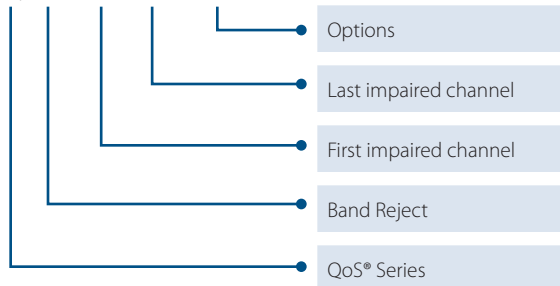 Options
Last impaired channel
First impaired channel
Band Reject
QoS® Series